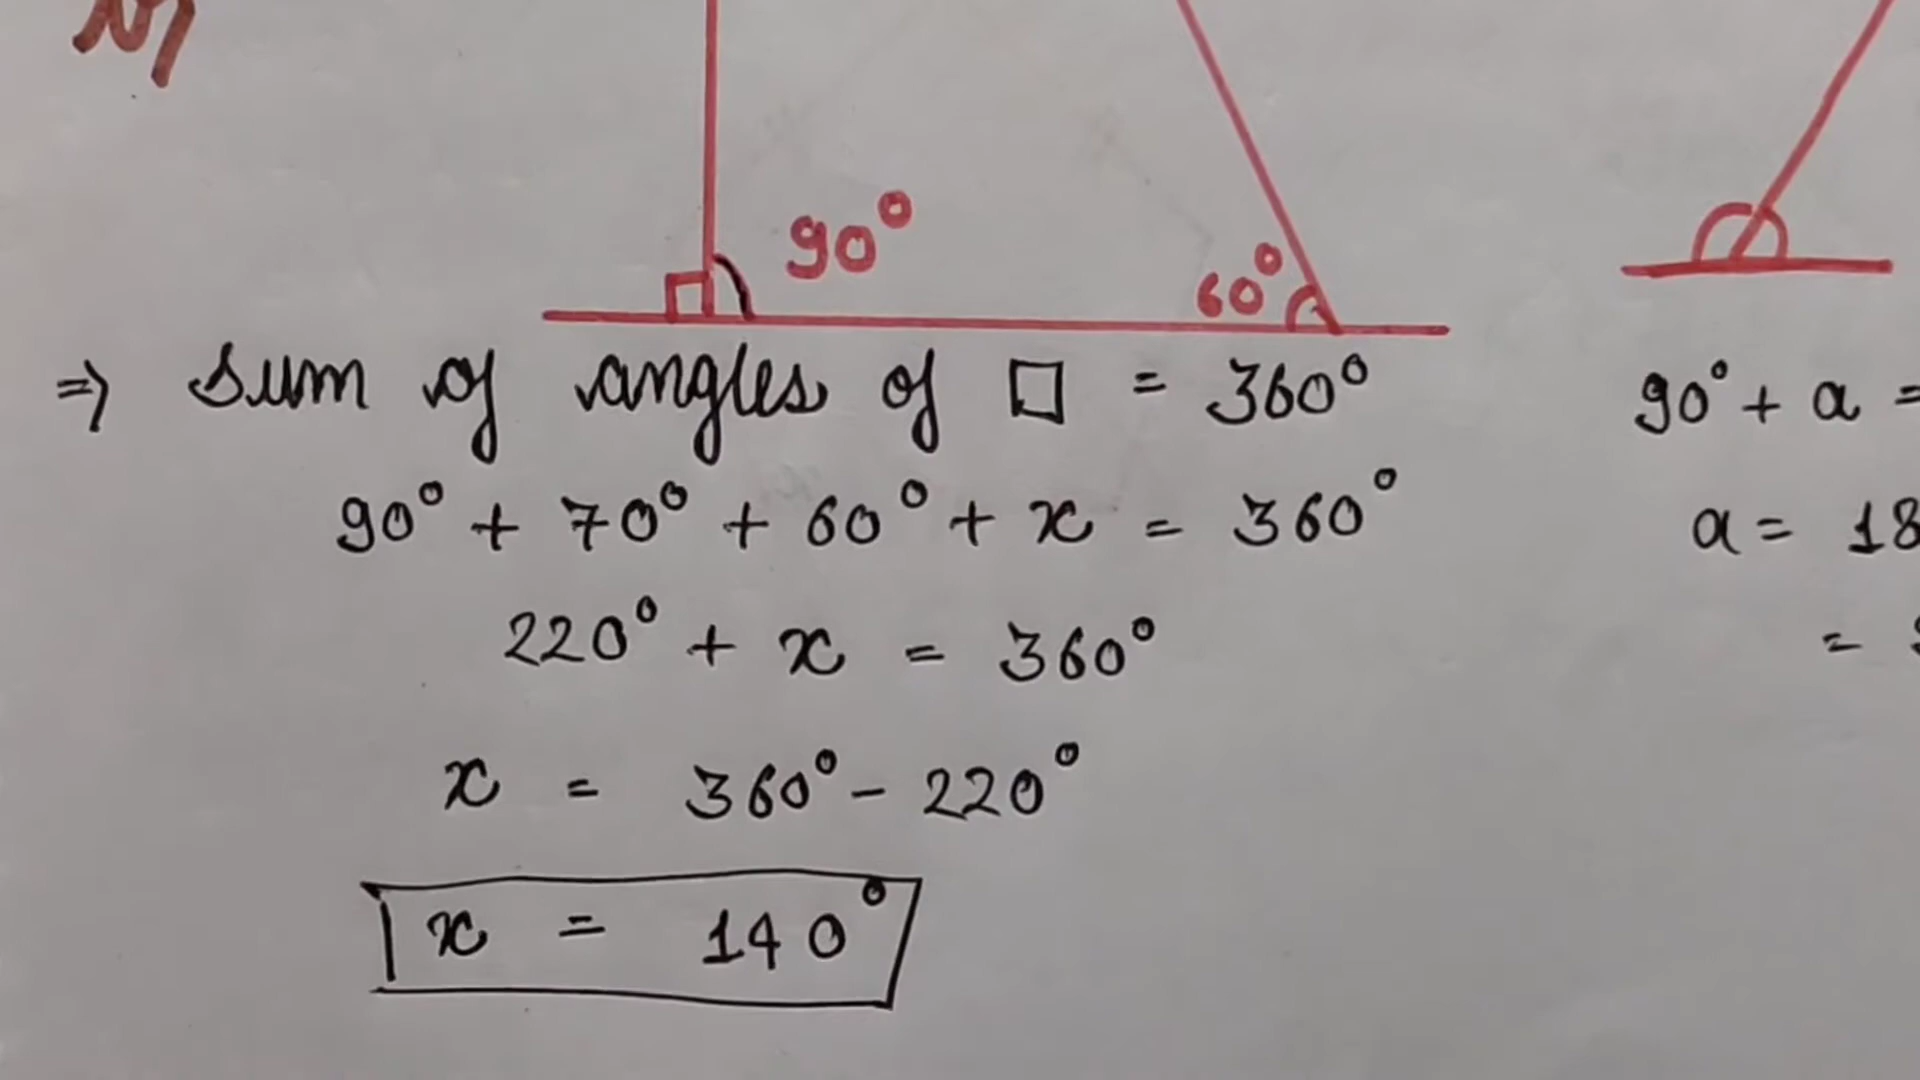 90°
60°
⇒ Sum of angles of □ = 360°
90° + 70° + 60° + x = 360°
220° + x = 360°
x = 360° - 220°
x = 140°
90° + a =
a = 18
=